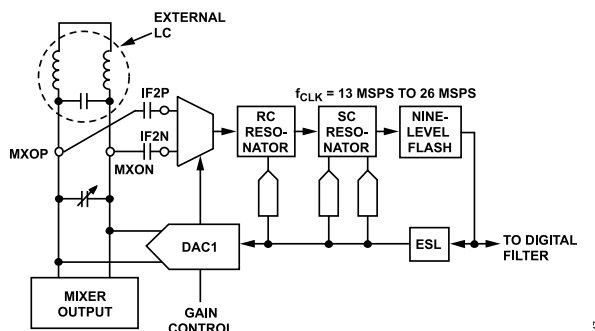 EXTERNAL
LC
IF2P
fCLK = 13 MSPS TO 26 MSPS
RC
RESO-
NATOR
SC
RESO-
NATOR
NINE-
LEVEL
FLASH
IF2N
MXOP
MXON
DAC1
ESL
TO DIGITAL
FILTER
MIXER
OUTPUT
GAIN
CONTROL